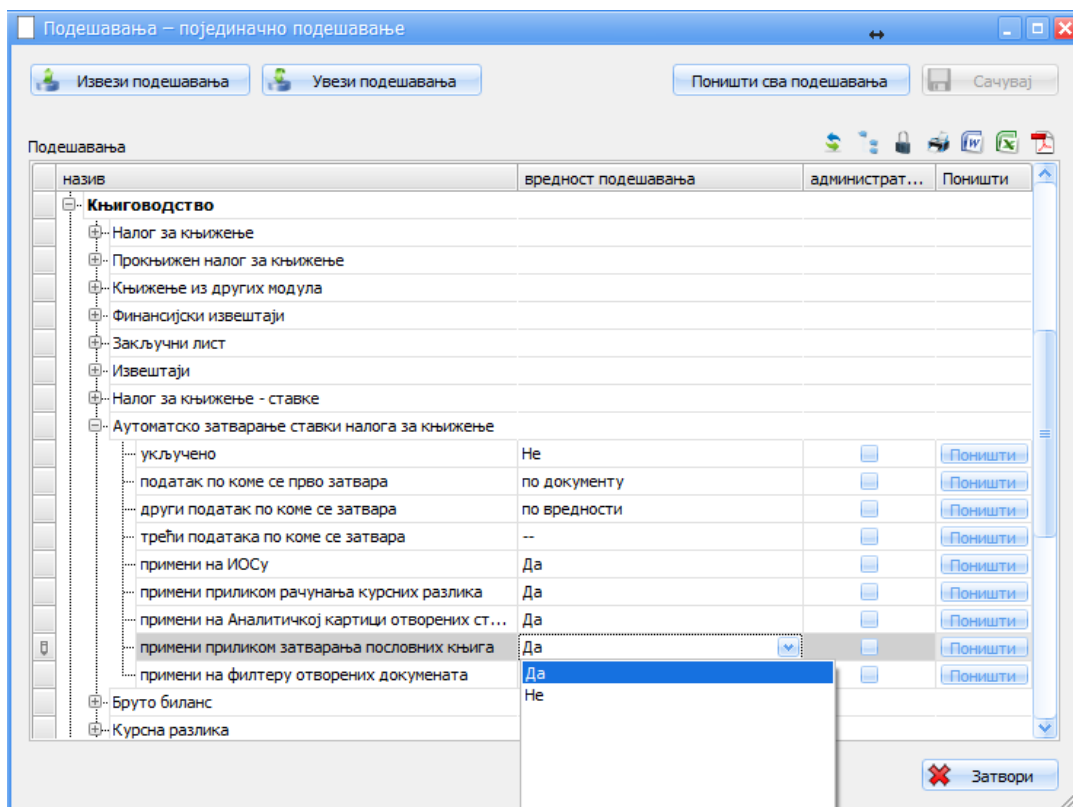 Подешавања – појединачно подешавање
Извези подешавања Увези подешавања Поништи сва подешавања Сачувај
Подешавања
назив вредност подешавања администрат... Поништи
Књиговодство
Налог за књижење
Прокњижен налог за књижење
Књижење из других модула
Финансијски извештаји
Закључни лист
Извештаји
Налог за књижење - ставке
Аутоматско затварање ставки налога за књижење
укључено Не Поништи
податак по коме се прво затвара по документу Поништи
други податак по коме се затвара по вредности Поништи
трећи података по коме се затвара -- Поништи
примени на ИОСу Да Поништи
примени приликом рачунања курсних разлика Да Поништи
примени на Аналитичкој картици отворених ст... Да Поништи
примени приликом затварања пословних књига Да Поништи
примени на филтеру отворених докумената Да Поништи
Не
Бруто биланс
Курсна разлика
Затвори